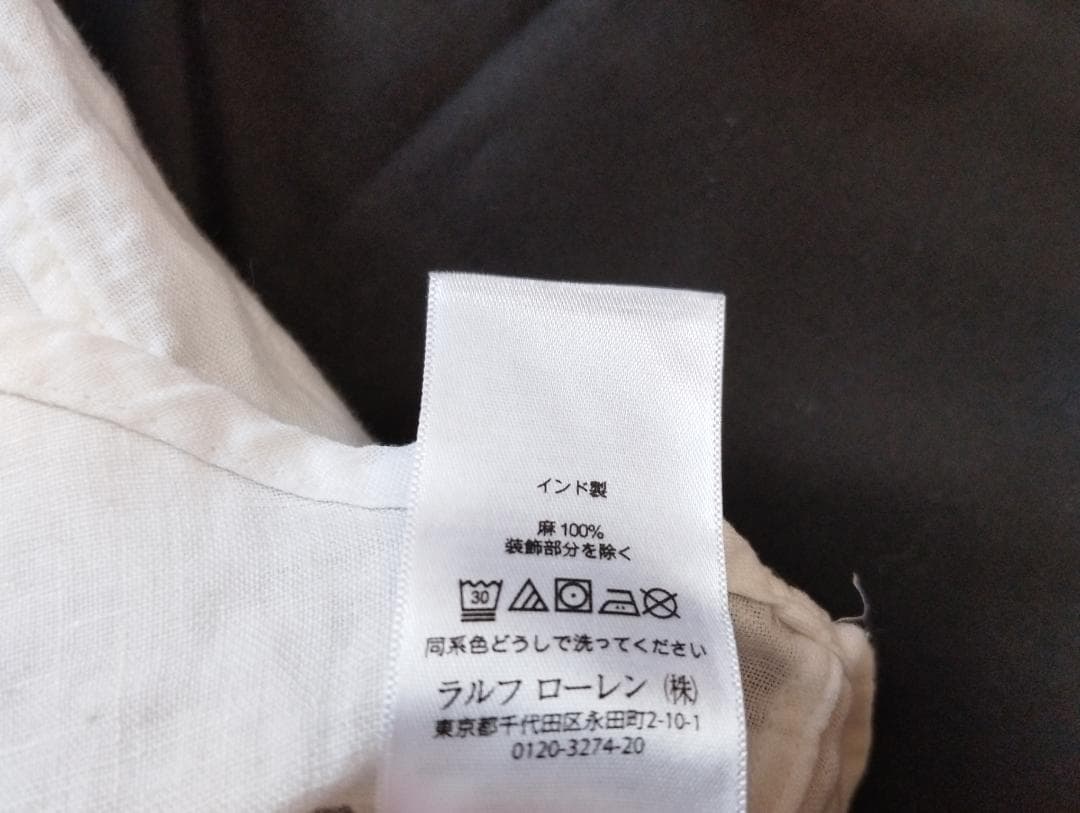 インド製
麻 100%
装飾部分を除く
30
同系色どうしで洗ってください
ラルフ ローレン ㈱
東京都千代田区永田町2-10-1
0120-3274-20